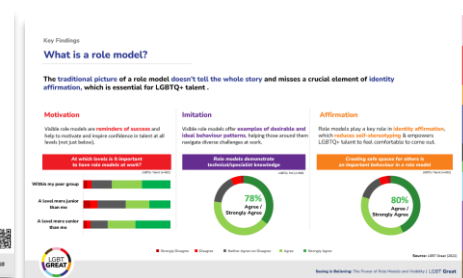 Key Findings
What is a role model?
The traditional picture of a role model doesn't tell the whole story and misses a crucial element of identity
affirmation, which is essential for LGBTQ+ talent .
Motivation
Visible role models are reminders of success and
help to motivate and inspire confidence in talent at all
levels (not just below).
At which levels is it important
to have role models at work?
Within my peer group
A level more junior
than me
A level more junior
than me
Imitation
Visible role models offer examples of desirable and
ideal behaviour patterns, helping those around them
navigate diverse challenges at work.
Role models demonstrate
technical/specialist knowledge
78%
Agree /
Strongly Agree
Affirmation
Role models play a key role in identity affirmation,
which reduces self-stereotyping & empowers
LGBTQ+ talent to feel comfortable to come out.
Creating safe spaces for others is
an important behaviour in a role model
80%
Agree /
Strongly Agree
Strongly Disagree Disagree Neither Agree or Disagree Agree Strongly Agree
Source: LGBT Great (2022)
LGBT
GREAT
Seeing is Believing: The Power of Role Models and Visibility | LGBT Great